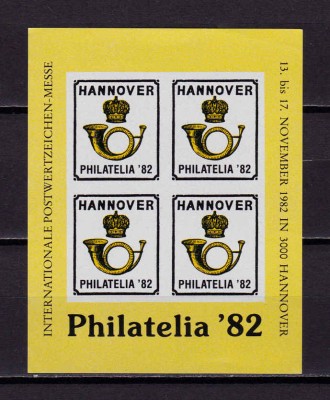 INTERNATIONALE POSTWERTZEICHEN-MESSE
HANNOVER
PHILATELIA '82
HANNOVER
PHILATELIA '82
HANNOVER
PHILATELIA '82
HANNOVER
PHILATELIA '82
13. bis 17. NOVEMBER 1982 IN 3000 HANNOVER
Philatelia '82